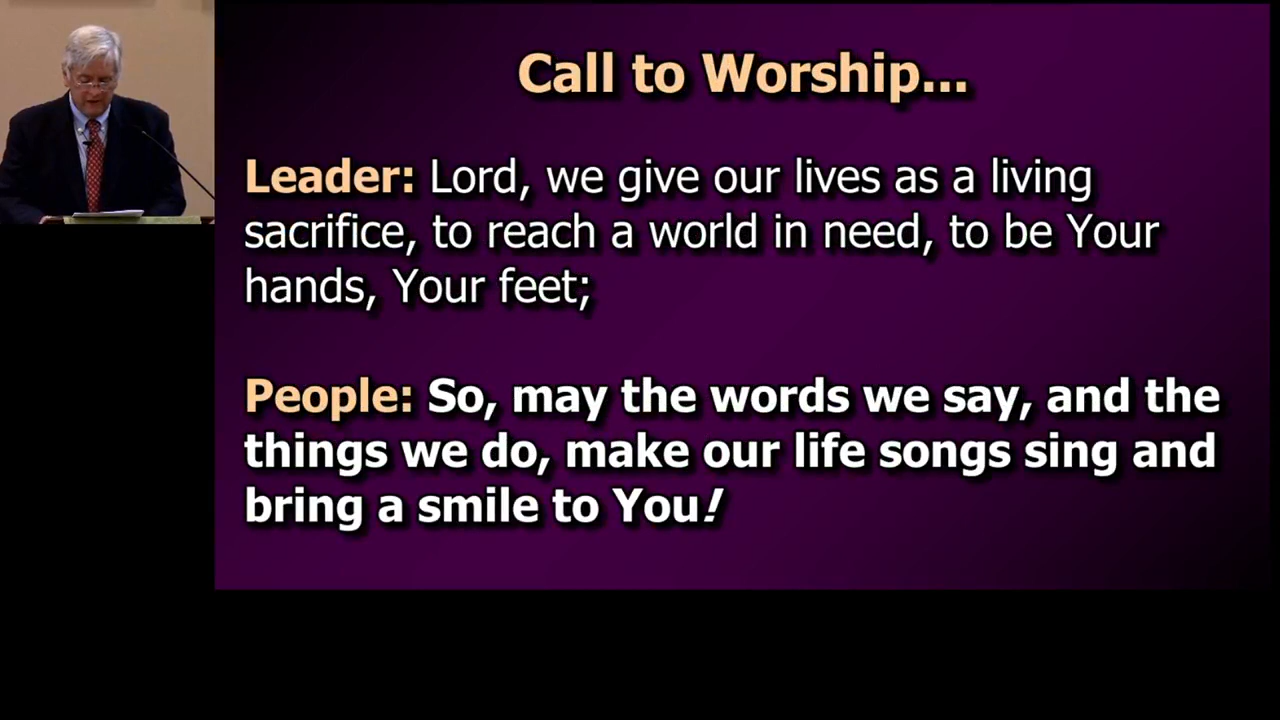 Call to Worship...
Leader: Lord, we give our lives as a living
sacrifice, to reach a world in need, to be Your
hands, Your feet;
People: So, may the words we say, and the
things we do, make our life songs sing and
bring a smile to You!